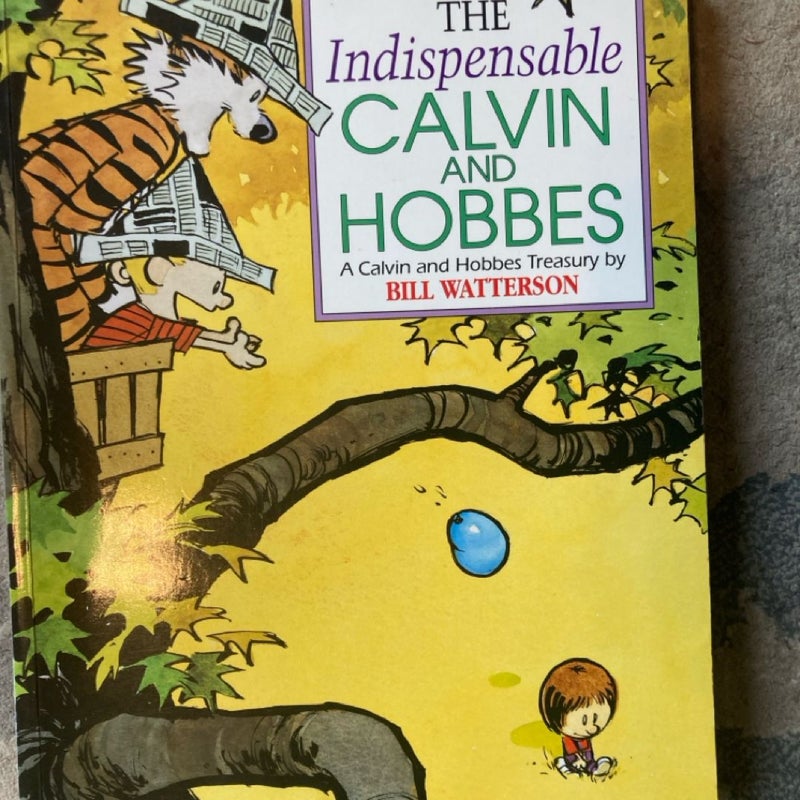 THE
Indispensable
CALVIN
AND
HOBBES
A Calvin and Hobbes Treasury by
BILL WATTERSON